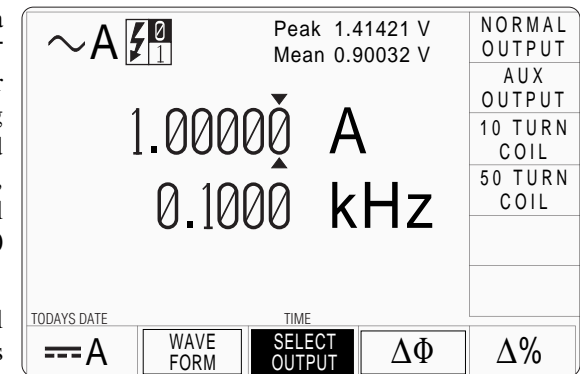 ~A 0 Peak 1.41421 V
1 Mean 0.90032 V
NORMAL
OUTPUT
AUX
OUTPUT
10 TURN
COIL
50 TURN
COIL
1.00000 A
0.1000 kHz
TODAYS DATE TIME
A
WAVE
FORM
SELECT
OUTPUT
ΔΦ
Δ%